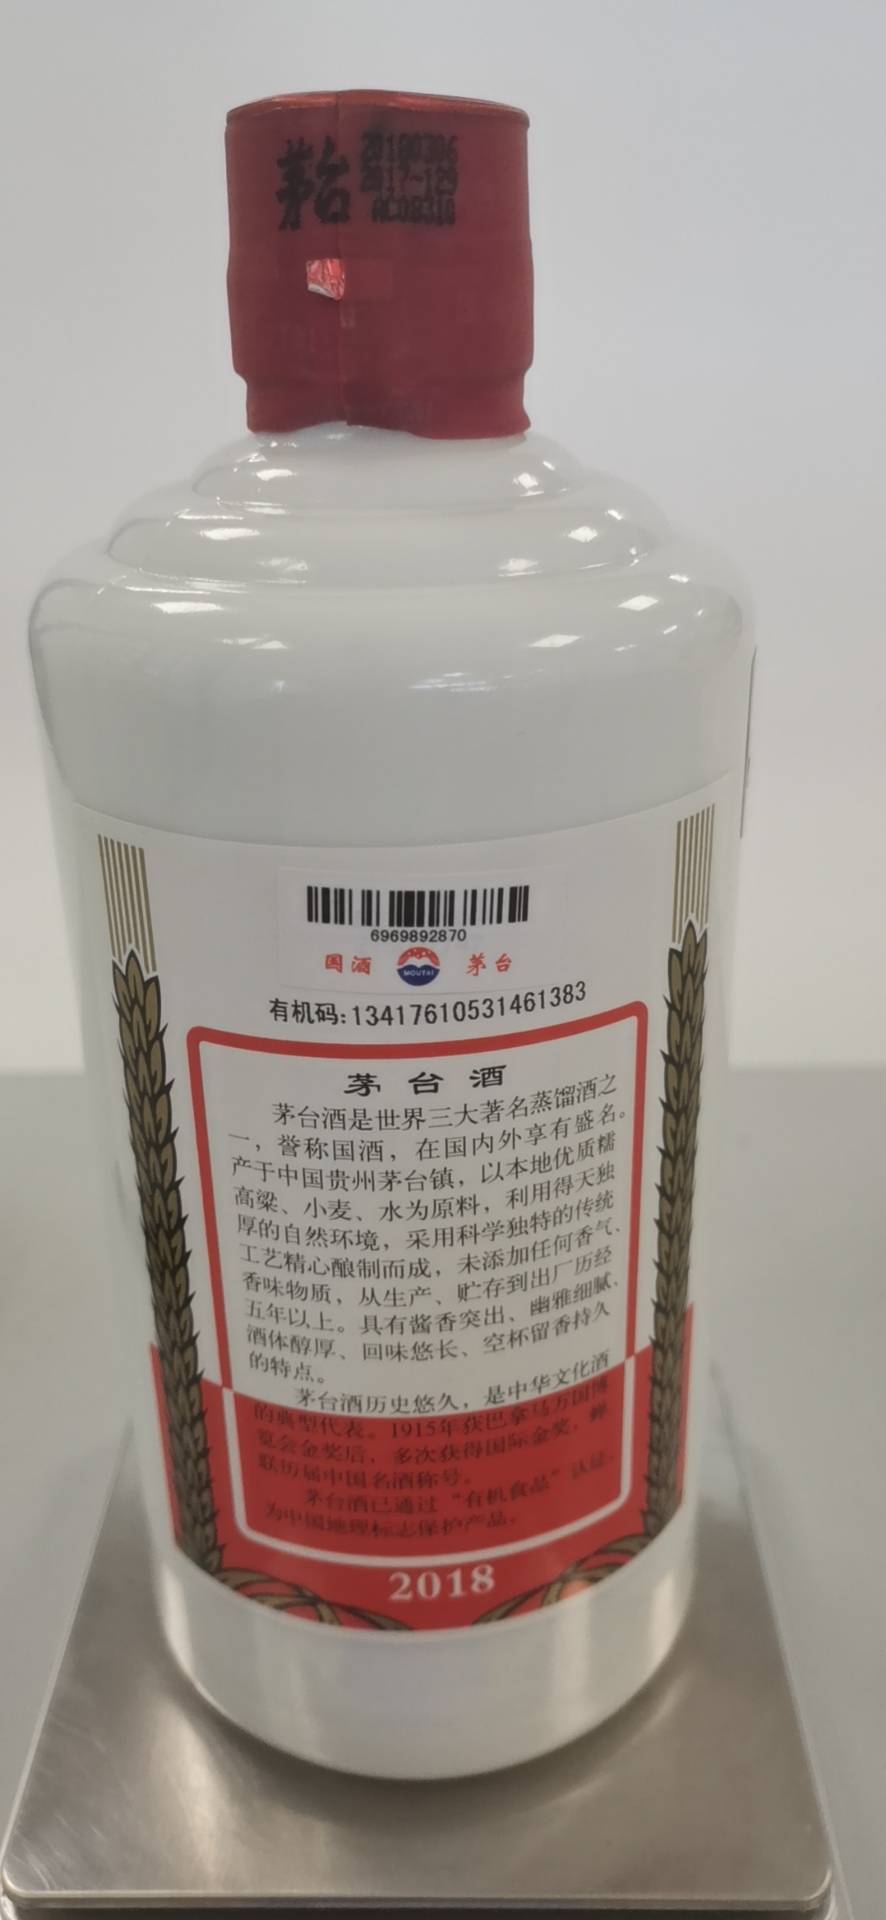 茅台
20180306
2017-129
AC08310
6969892870
国酒 MOUTAI 茅台
有机码:13417610531461383
茅台酒
茅台酒是世界三大著名蒸馏酒之
一，誉称国酒，在国内外享有盛名。
产于中国贵州茅台镇，以本地优质糯
高粱、小麦、水为原料，利用得天独
厚的自然环境，采用科学独特的传统
工艺精心酿制而成，未添加任何香气、
香味物质，从生产、贮存到出厂历经
五年以上。具有酱香突出、幽雅细腻、
酒体醇厚、回味悠长、空杯留香持久
的特点。
茅台酒历史悠久，是中华文化酒
的典型代表。1915年获巴拿马万国博
览会金奖后，多次获得国际金奖，蝉
联历届中国名酒称号。
茅台酒已通过“有机食品”认证，
为中国地理标志保护产品。
2018